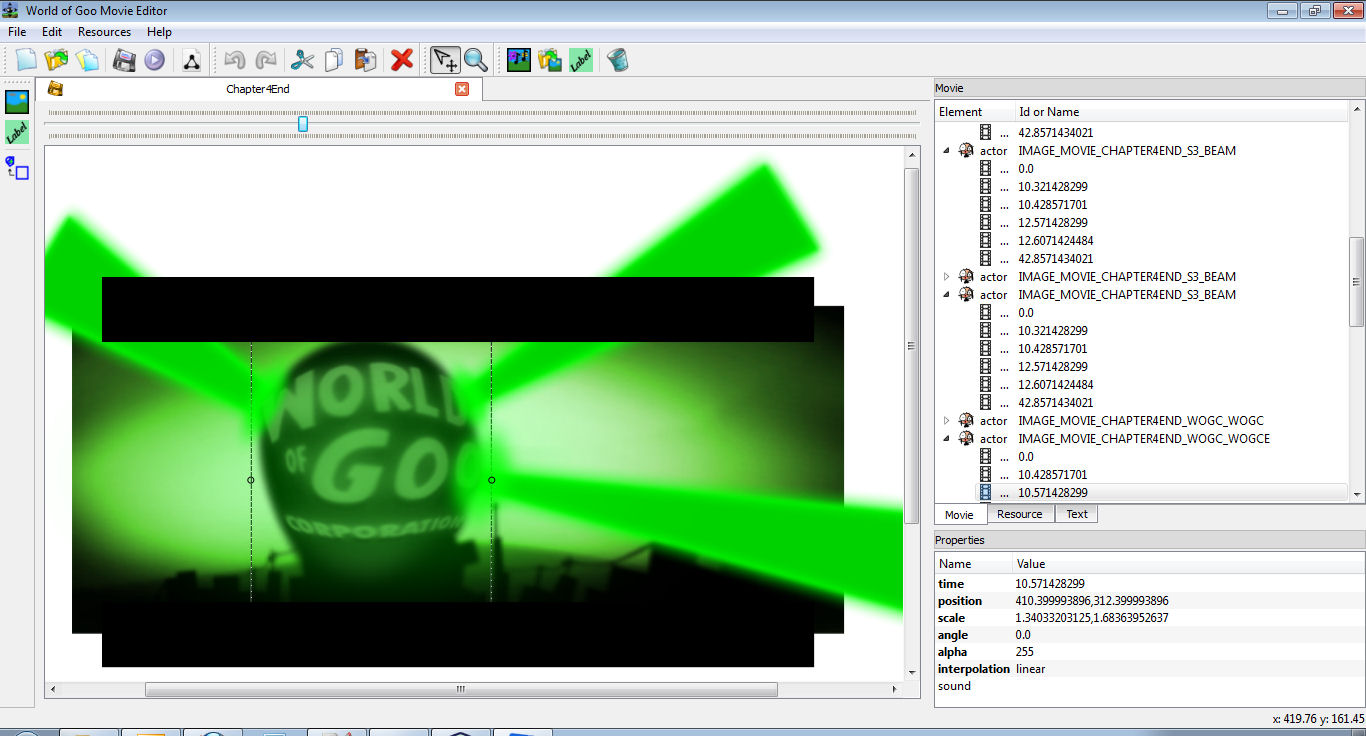 World of Goo Movie Editor
File Edit Resources Help
Label
Chapter4End
Label
WORLD
OF GOO
CORPORATION
Movie
Element Id or Name
... 42.8571434021
actor IMAGE_MOVIE_CHAPTER4END_S3_BEAM
... 0.0
... 10.321428299
... 10.428571701
... 12.571428299
... 12.6071424484
... 42.8571434021
actor IMAGE_MOVIE_CHAPTER4END_S3_BEAM
actor IMAGE_MOVIE_CHAPTER4END_S3_BEAM
... 0.0
... 10.321428299
... 10.428571701
... 12.571428299
... 12.6071424484
... 42.8571434021
actor IMAGE_MOVIE_CHAPTER4END_WOGC_WOGC
actor IMAGE_MOVIE_CHAPTER4END_WOGC_WOGCE
... 0.0
... 10.428571701
... 10.571428299
Movie Resource Text
Properties
Name Value
time 10.571428299
position 410.399993896,312.399993896
scale 1.34033203125,1.68363952637
angle 0.0
alpha 255
interpolation linear
sound
x: 419.76 y: 161.45